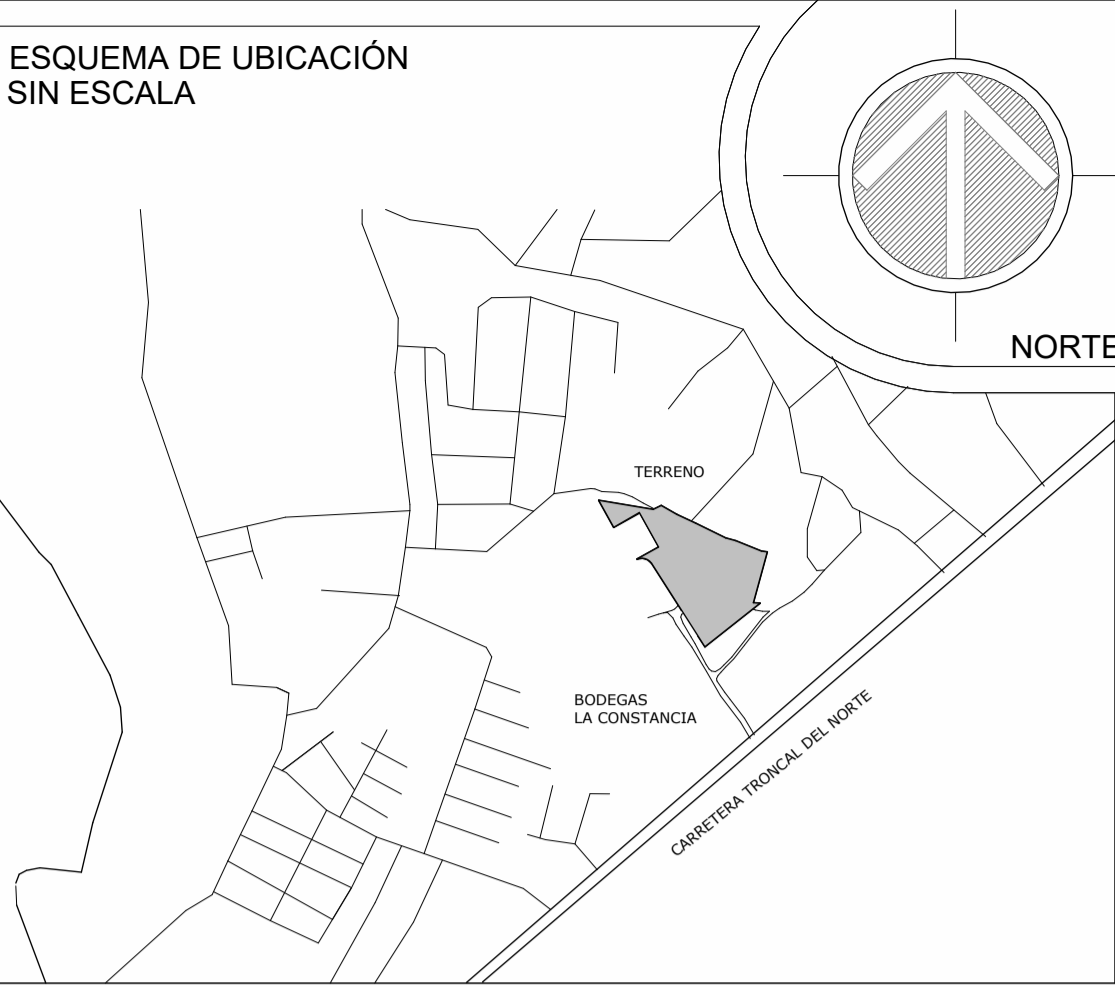 ESQUEMA DE UBICACIÓN
SIN ESCALA
NORTE
TERRENO
BODEGAS
LA CONSTANCIA
CARRETERA TRONCAL DEL NORTE